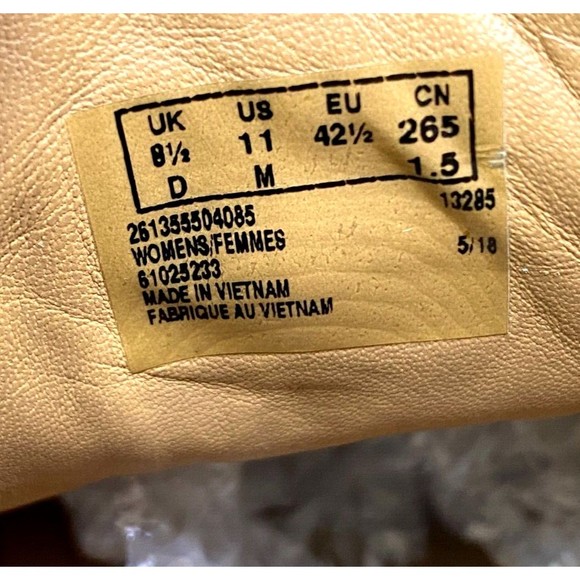 UK US EU CN
8½ 11 42½ 265
D M 1.5
261355504085 13285
WOMENS/FEMMES 5/18
61025233
MADE IN VIETNAM
FABRIQUE AU VIETNAM